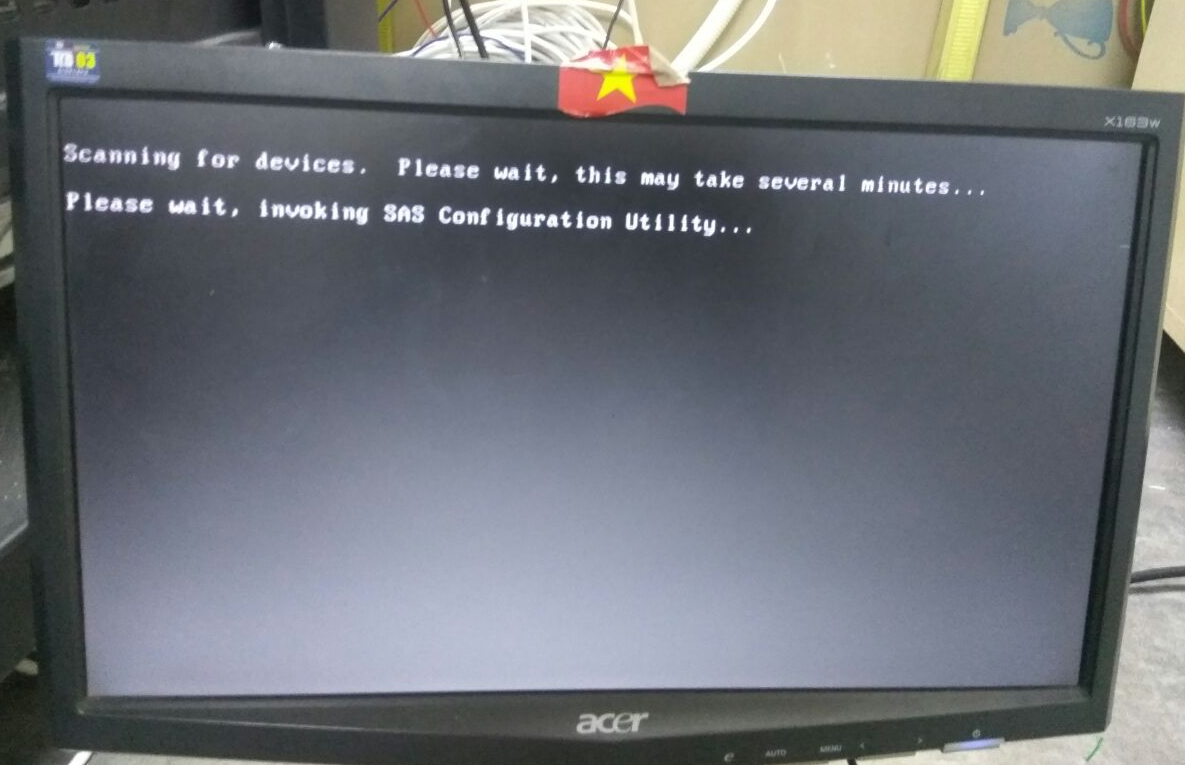 X163w
Scanning for devices.  Please wait, this may take several minutes...
Please wait, invoking SAS Configuration Utility...
acer
e AUTO MENU < >